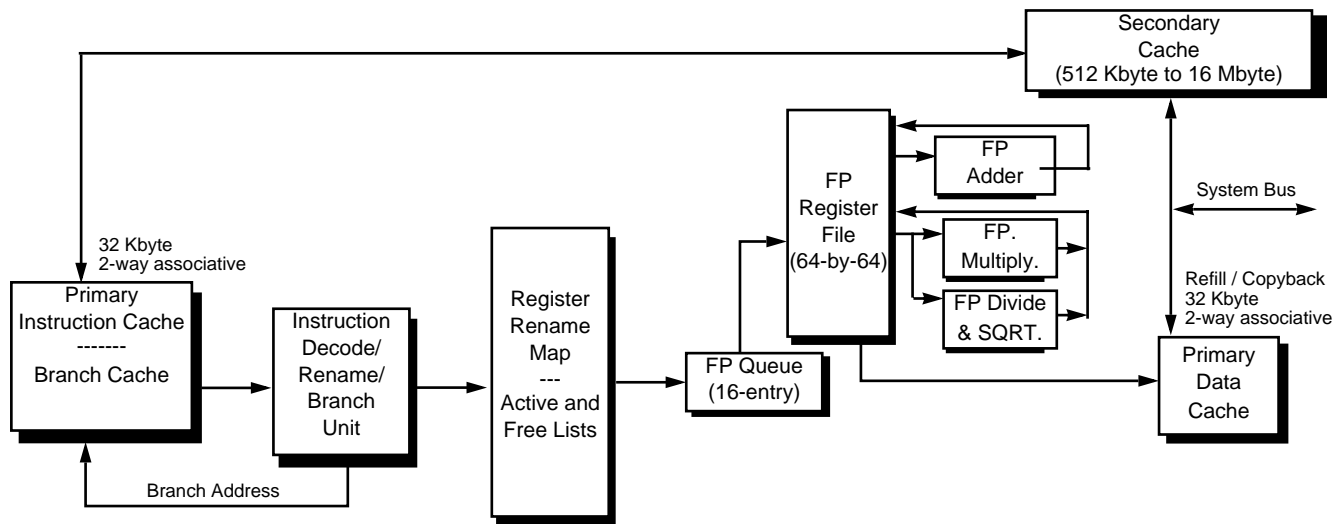 Secondary
Cache
(512 Kbyte to 16 Mbyte)
32 Kbyte
2-way associative
Primary
Instruction Cache
-------
Branch Cache
Instruction
Decode/
Rename/
Branch
Unit
Branch Address
Register
Rename
Map
---
Active and
Free Lists
FP Queue
(16-entry)
FP
Register
File
(64-by-64)
FP
Adder
FP.
Multiply.
FP Divide
& SQRT.
System Bus
Refill / Copyback
32 Kbyte
2-way associative
Primary
Data
Cache